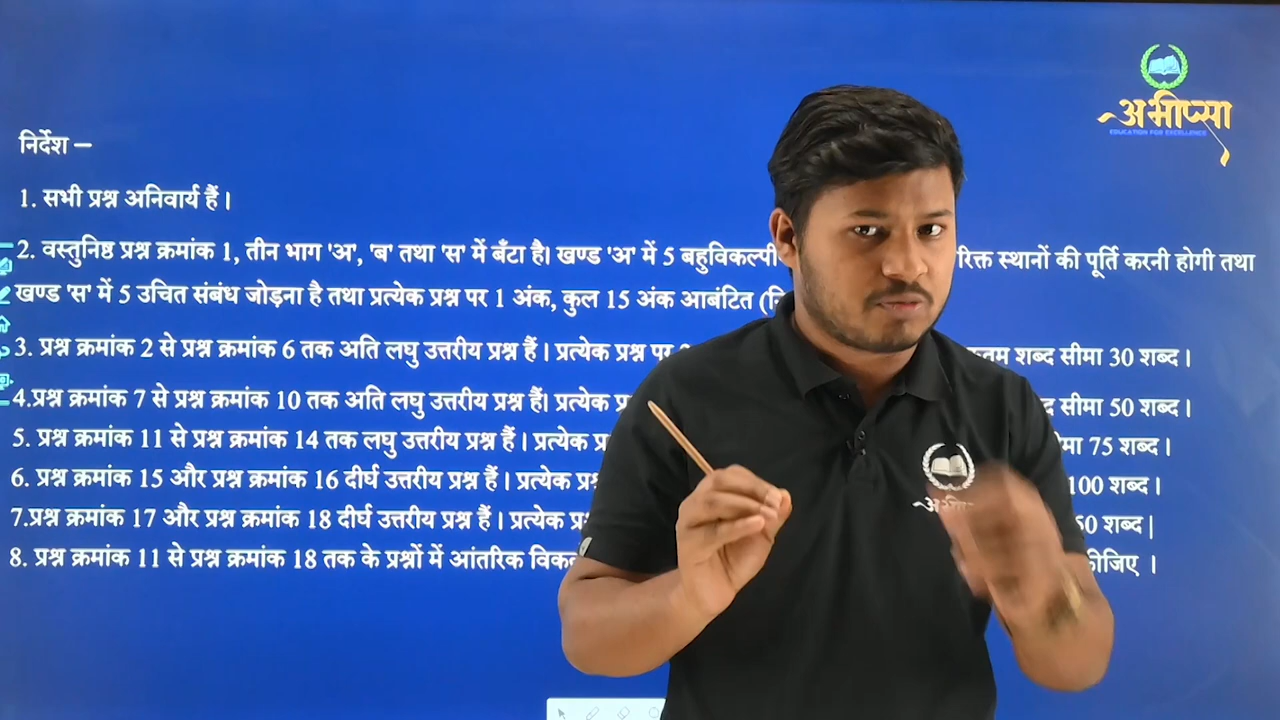 अभीप्सा
EDUCATION FOR EXCELLENCE
निर्देश –
1. सभी प्रश्न अनिवार्य हैं ।
2. वस्तुनिष्ठ प्रश्न क्रमांक 1, तीन भाग 'अ', 'ब' तथा 'स' में बँटा है। खण्ड 'अ' में 5 रिक्त स्थानों की पूर्ति करनी होगी तथा
खण्ड 'स' में 5 उचित संबंध जोड़ना है तथा प्रत्येक प्रश्न पर 1 अंक, कुल 15 अंक आबंटित
3. प्रश्न क्रमांक 2 से प्रश्न क्रमांक 6 तक अति लघु उत्तरीय प्रश्न हैं । प्रत्येक प्रश्न पर शब्द सीमा 30 शब्द ।
4.प्रश्न क्रमांक 7 से प्रश्न क्रमांक 10 तक अति लघु उत्तरीय प्रश्न हैं। प्रत्येक सीमा 50 शब्द ।
5. प्रश्न क्रमांक 11 से प्रश्न क्रमांक 14 तक लघु उत्तरीय प्रश्न हैं । प्रत्येक 75 शब्द ।
6. प्रश्न क्रमांक 15 और प्रश्न क्रमांक 16 दीर्घ उत्तरीय प्रश्न हैं । प्रत्येक 100 शब्द ।
7.प्रश्न क्रमांक 17 और प्रश्न क्रमांक 18 दीर्घ उत्तरीय प्रश्न हैं । प्रत्येक शब्द |
8. प्रश्न क्रमांक 11 से प्रश्न क्रमांक 18 तक के प्रश्नों में आंतरिक